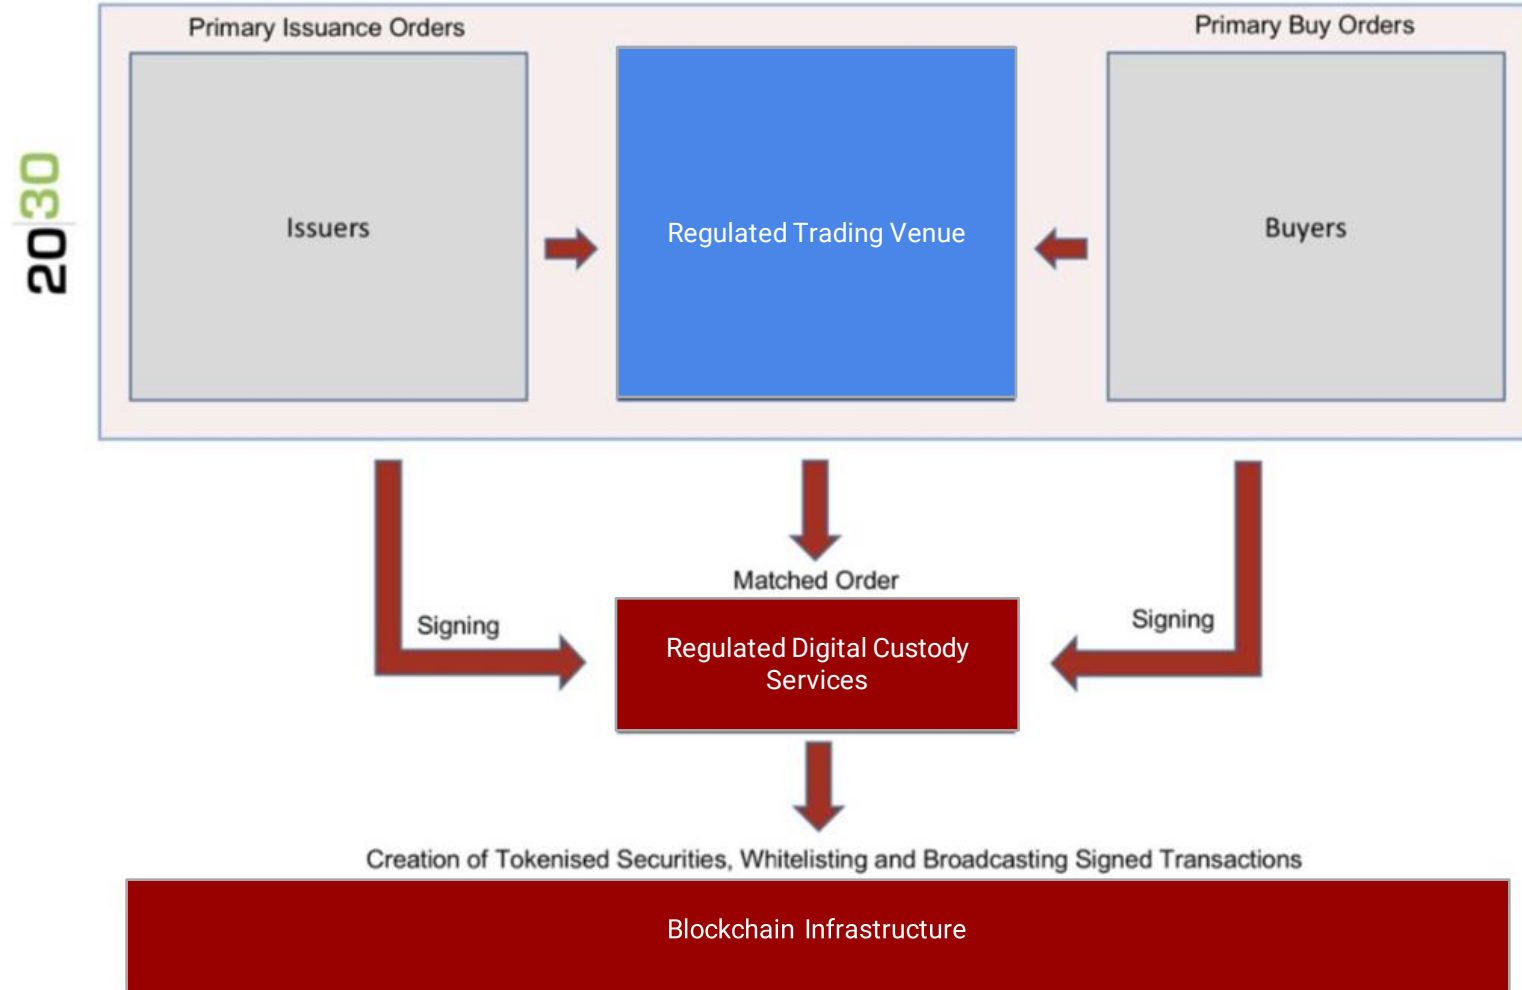 Primary Issuance Orders
Primary Buy Orders
2030
Issuers
Regulated Trading Venue
Buyers
Matched Order
Signing
Signing
Regulated Digital Custody
Services
Creation of Tokenised Securities, Whitelisting and Broadcasting Signed Transactions
Blockchain Infrastructure